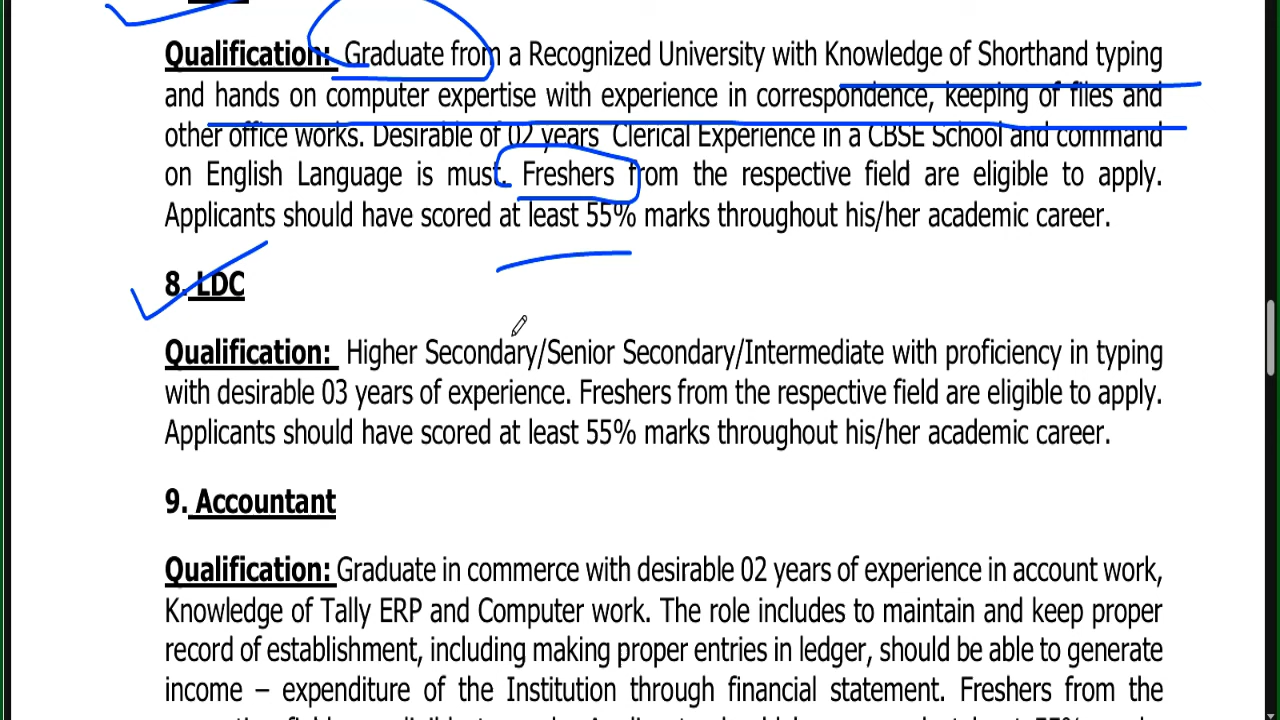 Qualification: Graduate from a Recognized University with Knowledge of Shorthand typing
and hands on computer expertise with experience in correspondence, keeping of files and
other office works. Desirable of 02 years Clerical Experience in a CBSE School and command
on English Language is must. Freshers from the respective field are eligible to apply.
Applicants should have scored at least 55% marks throughout his/her academic career.
8. LDC
Qualification: Higher Secondary/Senior Secondary/Intermediate with proficiency in typing
with desirable 03 years of experience. Freshers from the respective field are eligible to apply.
Applicants should have scored at least 55% marks throughout his/her academic career.
9. Accountant
Qualification: Graduate in commerce with desirable 02 years of experience in account work,
Knowledge of Tally ERP and Computer work. The role includes to maintain and keep proper
record of establishment, including making proper entries in ledger, should be able to generate
income – expenditure of the Institution through financial statement. Freshers from the